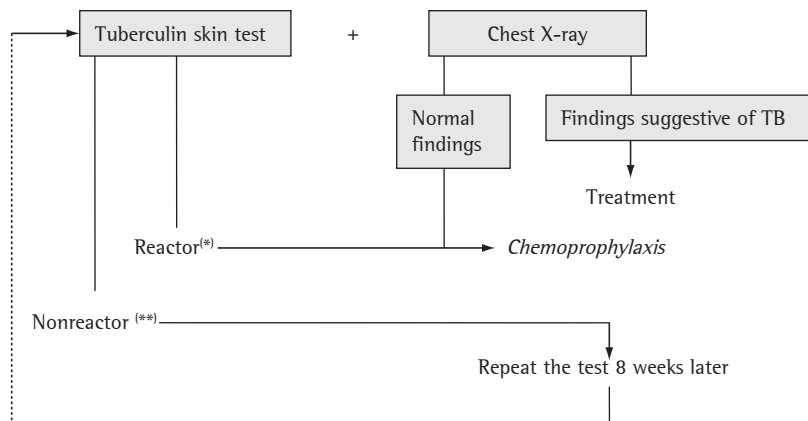 Tuberculin skin test + Chest X-ray
Normal
findings
Findings suggestive of TB
Treatment
Reactor(*)
Chemoprophylaxis
Nonreactor (**)
Repeat the test 8 weeks later